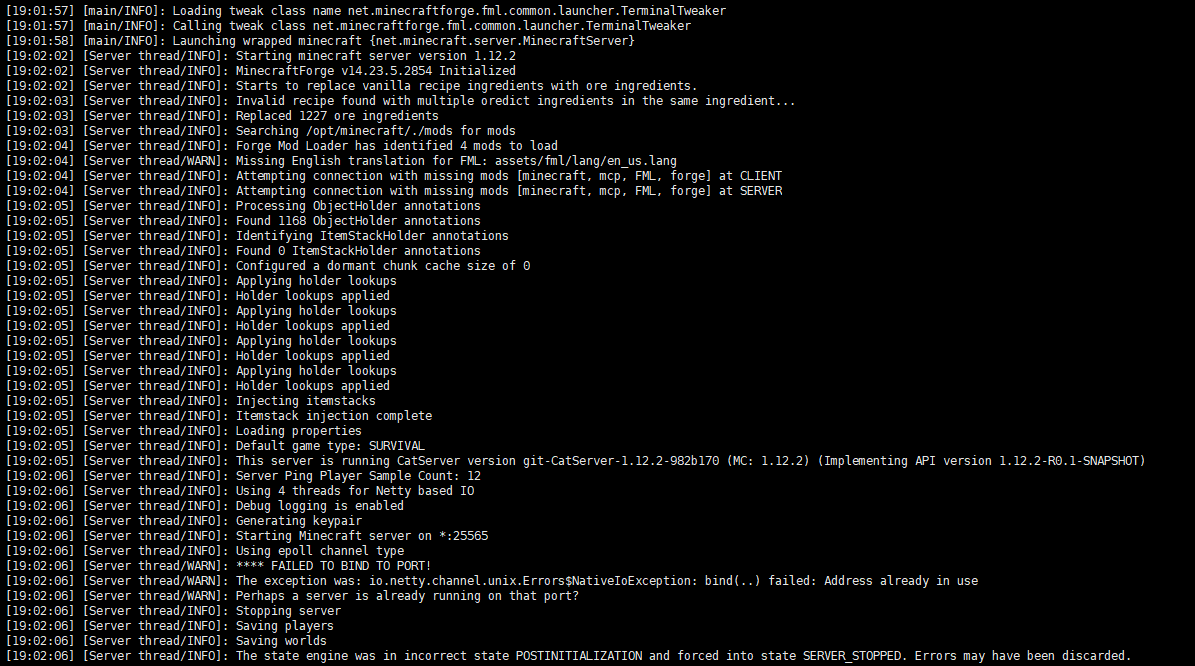 [19:01:57] [main/INFO]: Loading tweak class name net.minecraftforge.fml.common.launcher.TerminalTweaker
[19:01:57] [main/INFO]: Calling tweak class net.minecraftforge.fml.common.launcher.TerminalTweaker
[19:01:58] [main/INFO]: Launching wrapped minecraft {net.minecraft.server.MinecraftServer}
[19:02:02] [Server thread/INFO]: Starting minecraft server version 1.12.2
[19:02:02] [Server thread/INFO]: MinecraftForge v14.23.5.2854 Initialized
[19:02:02] [Server thread/INFO]: Starts to replace vanilla recipe ingredients with ore ingredients.
[19:02:03] [Server thread/INFO]: Invalid recipe found with multiple oredict ingredients in the same ingredient...
[19:02:03] [Server thread/INFO]: Replaced 1227 ore ingredients
[19:02:03] [Server thread/INFO]: Searching /opt/minecraft/./mods for mods
[19:02:04] [Server thread/INFO]: Forge Mod Loader has identified 4 mods to load
[19:02:04] [Server thread/WARN]: Missing English translation for FML: assets/fml/lang/en_us.lang
[19:02:04] [Server thread/INFO]: Attempting connection with missing mods [minecraft, mcp, FML, forge] at CLIENT
[19:02:04] [Server thread/INFO]: Attempting connection with missing mods [minecraft, mcp, FML, forge] at SERVER
[19:02:05] [Server thread/INFO]: Processing ObjectHolder annotations
[19:02:05] [Server thread/INFO]: Found 1168 ObjectHolder annotations
[19:02:05] [Server thread/INFO]: Identifying ItemStackHolder annotations
[19:02:05] [Server thread/INFO]: Found 0 ItemStackHolder annotations
[19:02:05] [Server thread/INFO]: Configured a dormant chunk cache size of 0
[19:02:05] [Server thread/INFO]: Applying holder lookups
[19:02:05] [Server thread/INFO]: Holder lookups applied
[19:02:05] [Server thread/INFO]: Applying holder lookups
[19:02:05] [Server thread/INFO]: Holder lookups applied
[19:02:05] [Server thread/INFO]: Applying holder lookups
[19:02:05] [Server thread/INFO]: Holder lookups applied
[19:02:05] [Server thread/INFO]: Applying holder lookups
[19:02:05] [Server thread/INFO]: Holder lookups applied
[19:02:05] [Server thread/INFO]: Injecting itemstacks
[19:02:05] [Server thread/INFO]: Itemstack injection complete
[19:02:05] [Server thread/INFO]: Loading properties
[19:02:05] [Server thread/INFO]: Default game type: SURVIVAL
[19:02:05] [Server thread/INFO]: This server is running CatServer version git-CatServer-1.12.2-982b170 (MC: 1.12.2) (Implementing API version 1.12.2-R0.1-SNAPSHOT)
[19:02:06] [Server thread/INFO]: Server Ping Player Sample Count: 12
[19:02:06] [Server thread/INFO]: Using 4 threads for Netty based IO
[19:02:06] [Server thread/INFO]: Debug logging is enabled
[19:02:06] [Server thread/INFO]: Generating keypair
[19:02:06] [Server thread/INFO]: Starting Minecraft server on *:25565
[19:02:06] [Server thread/INFO]: Using epoll channel type
[19:02:06] [Server thread/WARN]: **** FAILED TO BIND TO PORT!
[19:02:06] [Server thread/WARN]: The exception was: io.netty.channel.unix.Errors$NativeIoException: bind(..) failed: Address already in use
[19:02:06] [Server thread/WARN]: Perhaps a server is already running on that port?
[19:02:06] [Server thread/INFO]: Stopping server
[19:02:06] [Server thread/INFO]: Saving players
[19:02:06] [Server thread/INFO]: Saving worlds
[19:02:06] [Server thread/INFO]: The state engine was in incorrect state POSTINITIALIZATION and forced into state SERVER_STOPPED. Errors may have been discarded.